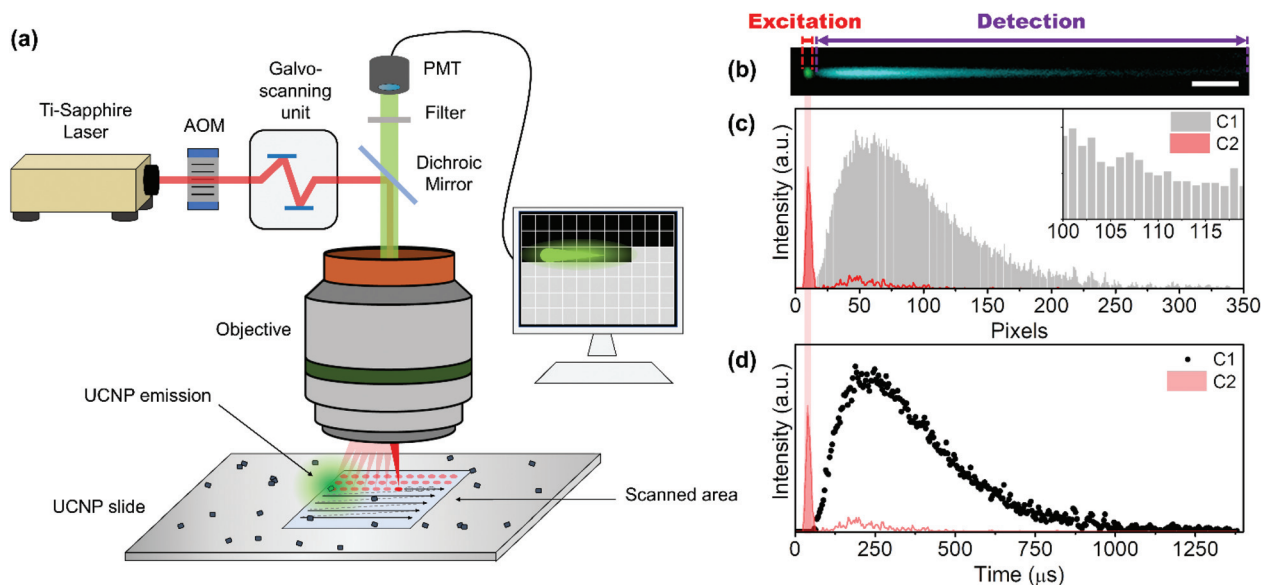 (a)
Ti-Sapphire
Laser
AOM
Galvo-
scanning
unit
PMT
Filter
Dichroic
Mirror
Objective
UCNP emission
UCNP slide
Scanned area
Excitation
Detection
(b)
(c)
Intensity (a.u.)
C1
C2
100 105 110 115
0 50 100 150 200 250 300 350
Pixels
(d)
Intensity (a.u.)
C1
C2
0 250 500 750 1000 1250
Time (μs)